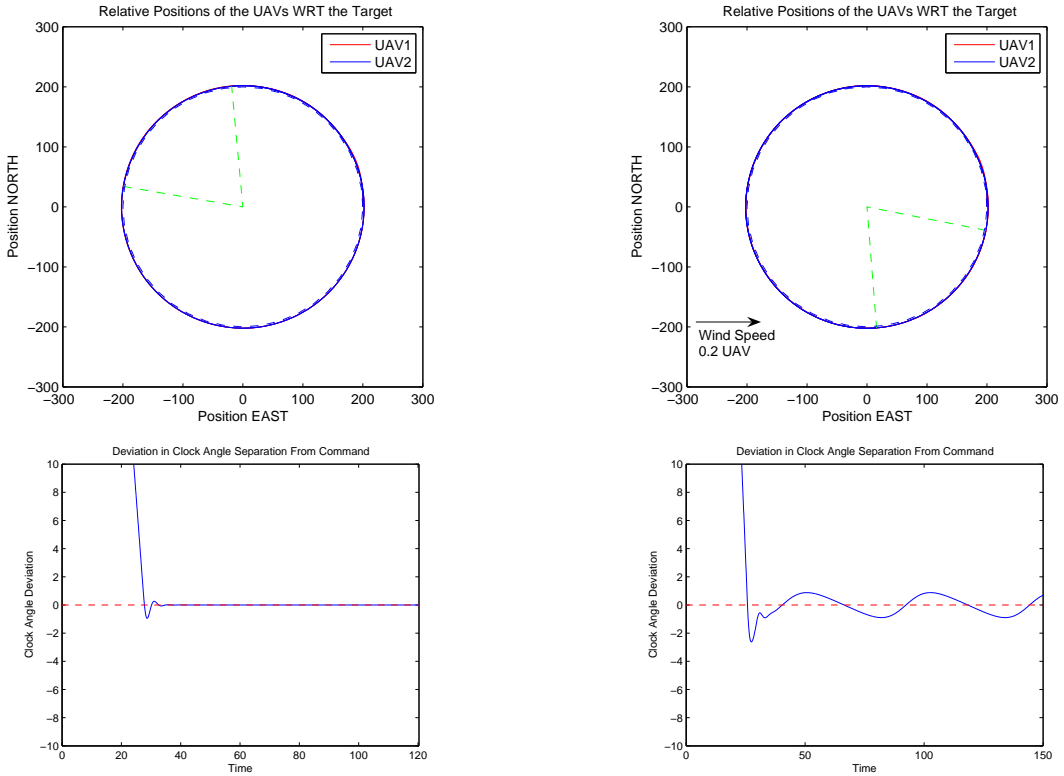 Relative Positions of the UAVs WRT the Target
300
200
100
0
−100
−200
−300
−300 −200 −100 0 100 200 300
Position NORTH
Position EAST
UAV1
UAV2
Relative Positions of the UAVs WRT the Target
300
200
100
0
−100
−200
−300
−300 −200 −100 0 100 200 300
Position NORTH
Position EAST
UAV1
UAV2
Wind Speed
0.2 UAV
Deviation in Clock Angle Separation From Command
10
8
6
4
2
0
−2
−4
−6
−8
−10
0 20 40 60 80 100 120
Clock Angle Deviation
Time
Deviation in Clock Angle Separation From Command
10
8
6
4
2
0
−2
−4
−6
−8
−10
0 50 100 150
Clock Angle Deviation
Time